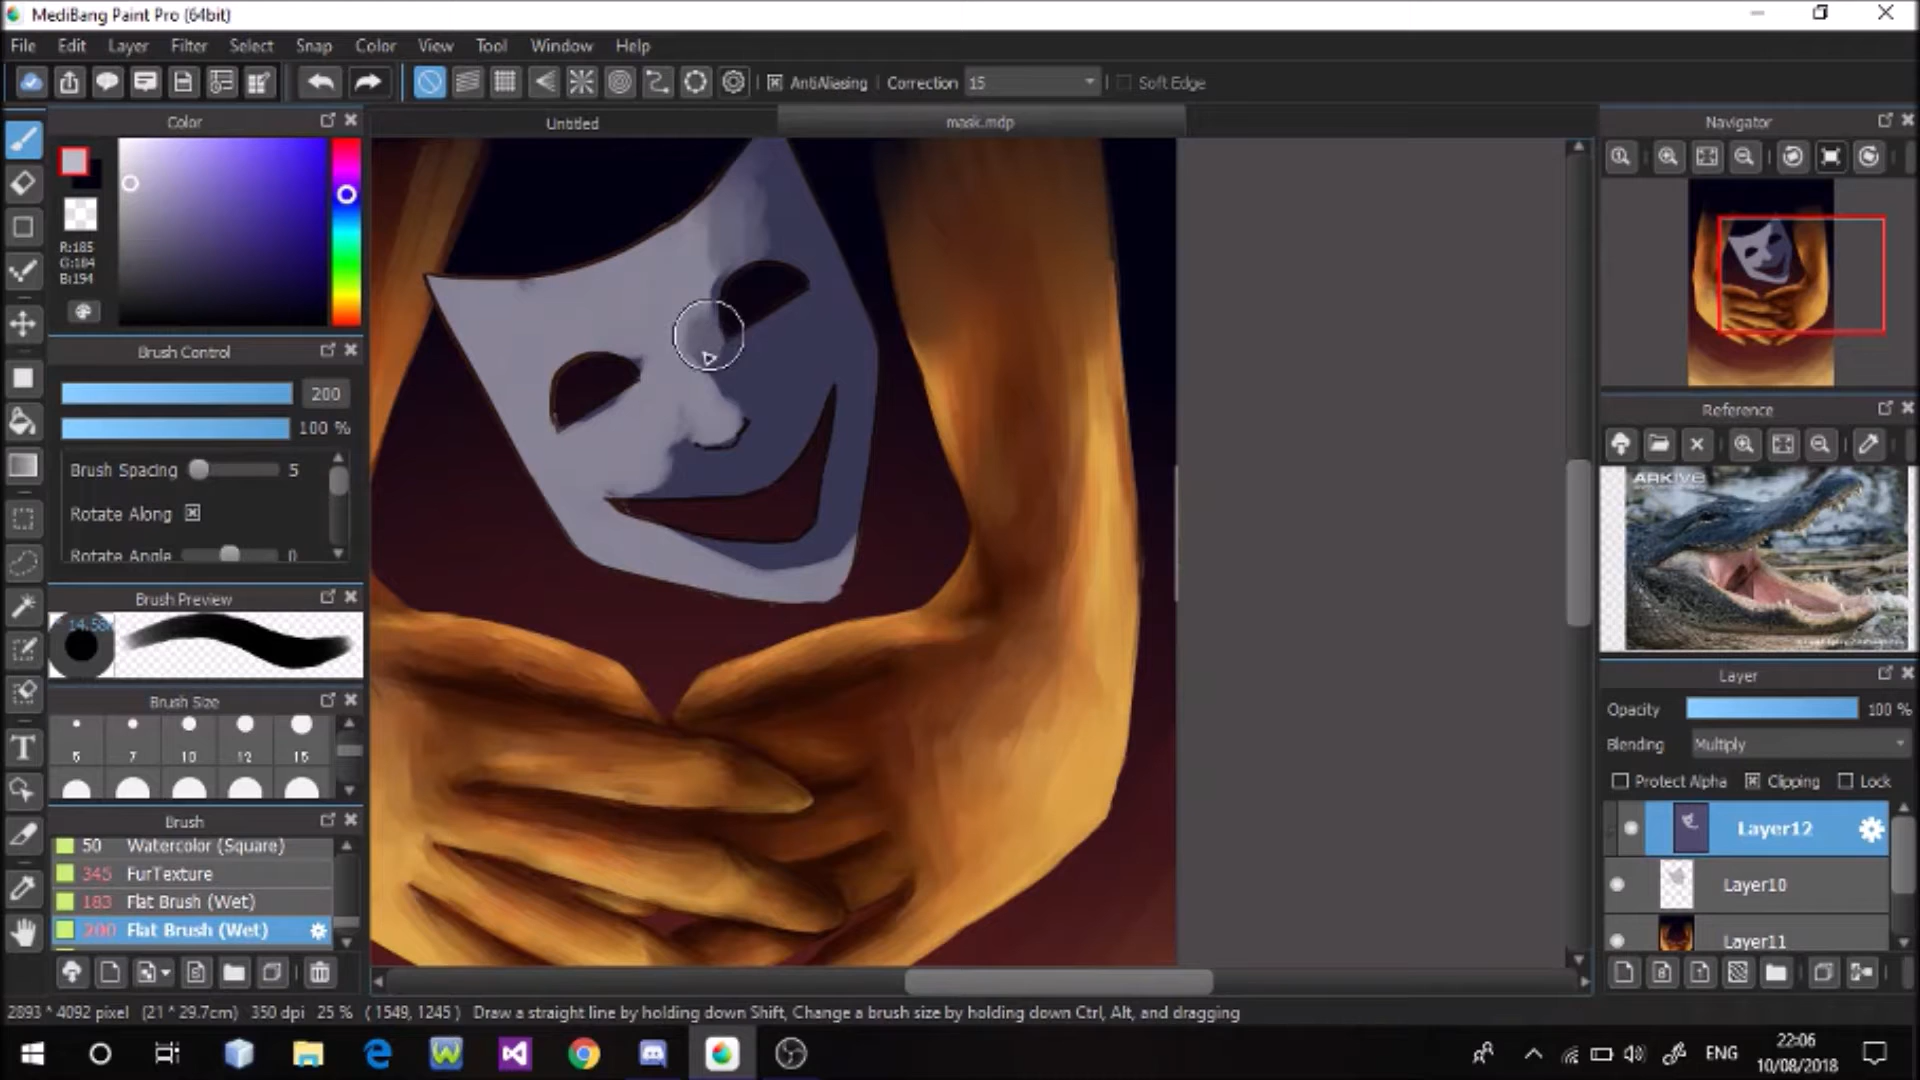 MediBang Paint Pro (64bit)
File Edit Layer Filter Select Snap Color View Tool Window Help
AntiAliasing Correction 15 Soft Edge
Color
Untitled
mask.mdp
Navigator
R:185
G:184
B:194
Brush Control
200
100 %
Brush Spacing 5
Rotate Along
Rotate Angle 0
Reference
ARKIVE
Brush Preview
14.58
Brush Size
5 7 10 12 15
Layer
Opacity 100 %
Blending Multiply
Protect Alpha Clipping Lock
Layer12
Layer10
Layer11
Brush
50 Watercolor (Square)
345 FurTexture
183 Flat Brush (Wet)
200 Flat Brush (Wet)
2893 * 4092 pixel (21 * 29.7cm) 350 dpi 25 % ( 1549, 1245 ) Draw a straight line by holding down Shift, Change a brush size by holding down Ctrl, Alt, and dragging
ENG
22:06
10/08/2018